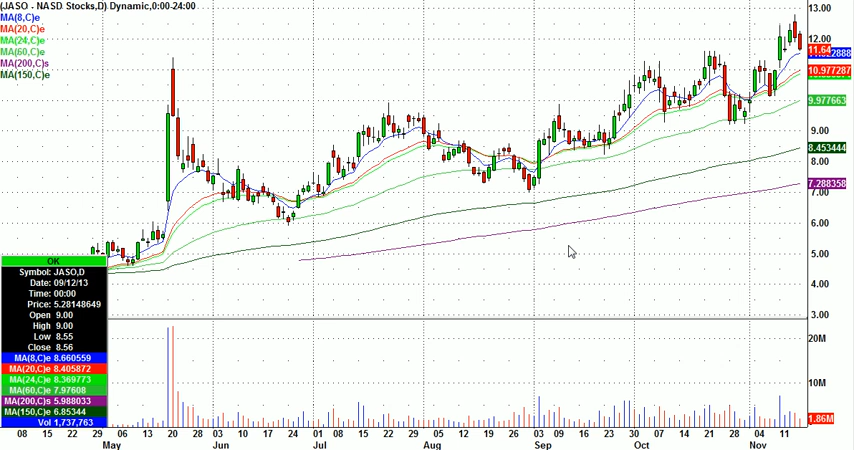 (JASO - NASD Stocks,D) Dynamic,0:00-24:00
MA(8,C)e
MA(20,C)e
MA(24,C)e
MA(60,C)e
MA(200,C)s
MA(150,C)e
13.00
12.00
11.64
10.977287
9.977663
9.00
8.453444
8.00
7.288358
7.00
6.00
5.00
4.00
3.00
20M
10M
1.86M
OK
Symbol: JASO,D
Date: 09/12/13
Time: 00:00
Price: 5.28148649
Open 9.00
High 9.00
Low 8.55
Close 8.56
MA(8,C)e 8.660559
MA(20,C)e 8.405872
MA(24,C)e 8.369773
MA(60,C)e 7.97608
MA(200,C)s 5.988033
MA(150,C)e 6.85344
Vol 1,737,763
08 15 22 29 06 13 20 28 03 10 17 24 01 08 15 22 29 05 12 19 26 03 09 16 23 30 07 14 21 28 04 11
May Jun Jul Aug Sep Oct Nov